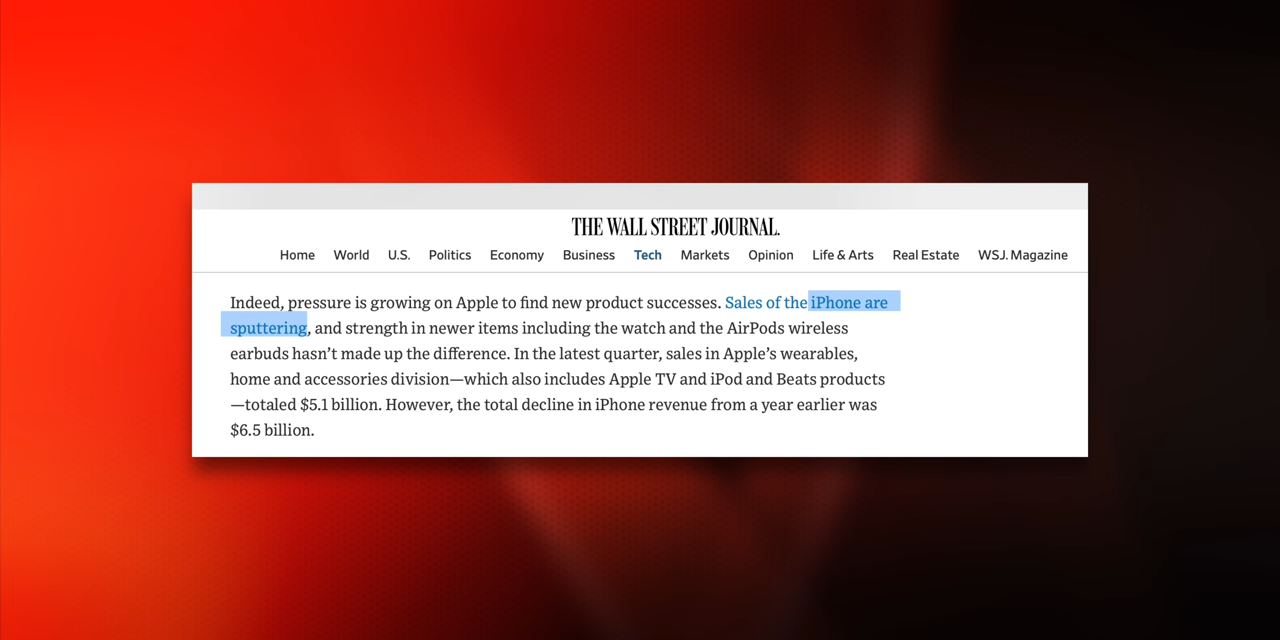 THE WALL STREET JOURNAL.
Home World U.S. Politics Economy Business Tech Markets Opinion Life & Arts Real Estate WSJ. Magazine
Indeed, pressure is growing on Apple to find new product successes. Sales of the iPhone are
sputtering, and strength in newer items including the watch and the AirPods wireless
earbuds hasn’t made up the difference. In the latest quarter, sales in Apple’s wearables,
home and accessories division—which also includes Apple TV and iPod and Beats products
—totaled $5.1 billion. However, the total decline in iPhone revenue from a year earlier was
$6.5 billion.